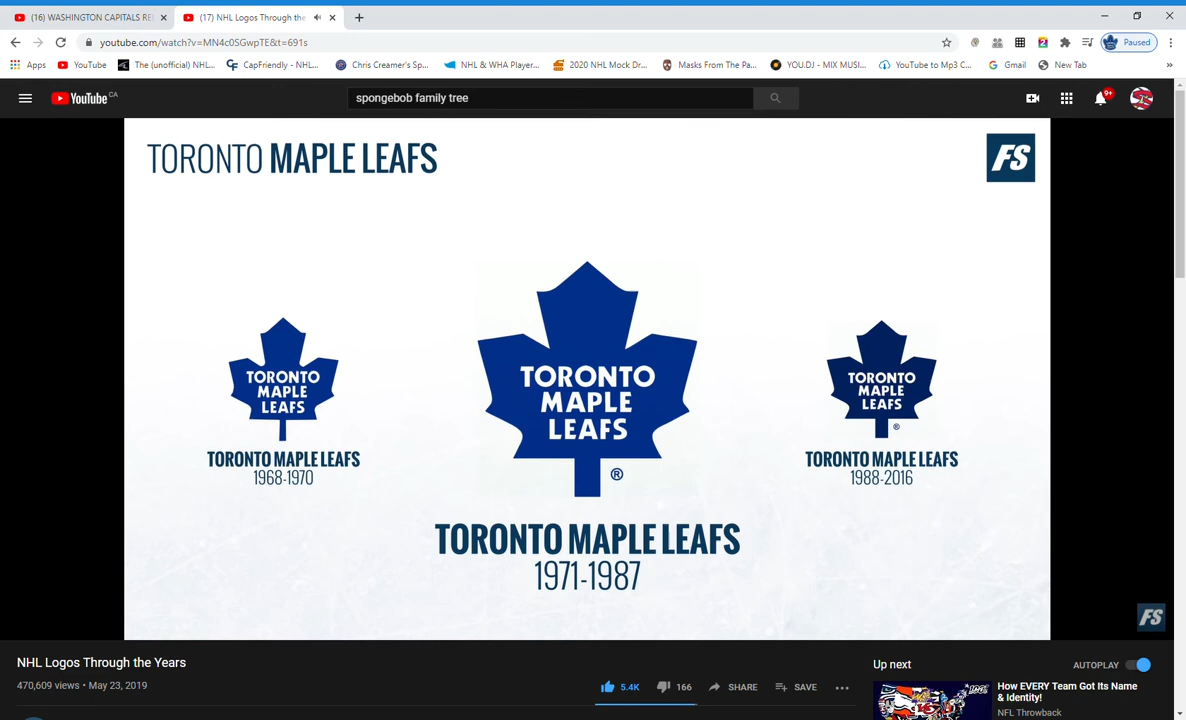 (16) WASHINGTON CAPITALS RE
(17) NHL Logos Through the
youtube.com/watch?v=MN4c0SGwpTE&t=691s
Paused
Apps
YouTube
The (unofficial) NHL...
CapFriendly - NHL...
Chris Creamer's Sp...
NHL & WHA Player...
2020 NHL Mock Dr...
Masks From The Pa...
YOU.DJ - MIX MUSI...
YouTube to Mp3 C...
Gmail
New Tab
»
YouTube CA
spongebob family tree
9+
TORONTO MAPLE LEAFS
FS
TORONTO
MAPLE
LEAFS
TORONTO MAPLE LEAFS
1968-1970
TORONTO
MAPLE
LEAFS
®
TORONTO MAPLE LEAFS
1971-1987
TORONTO
MAPLE
LEAFS
®
TORONTO MAPLE LEAFS
1988-2016
FS
NHL Logos Through the Years
470,609 views • May 23, 2019
5.4K
166
SHARE
SAVE
Up next
AUTOPLAY
How EVERY Team Got Its Name
& Identity!
NFL Throwback